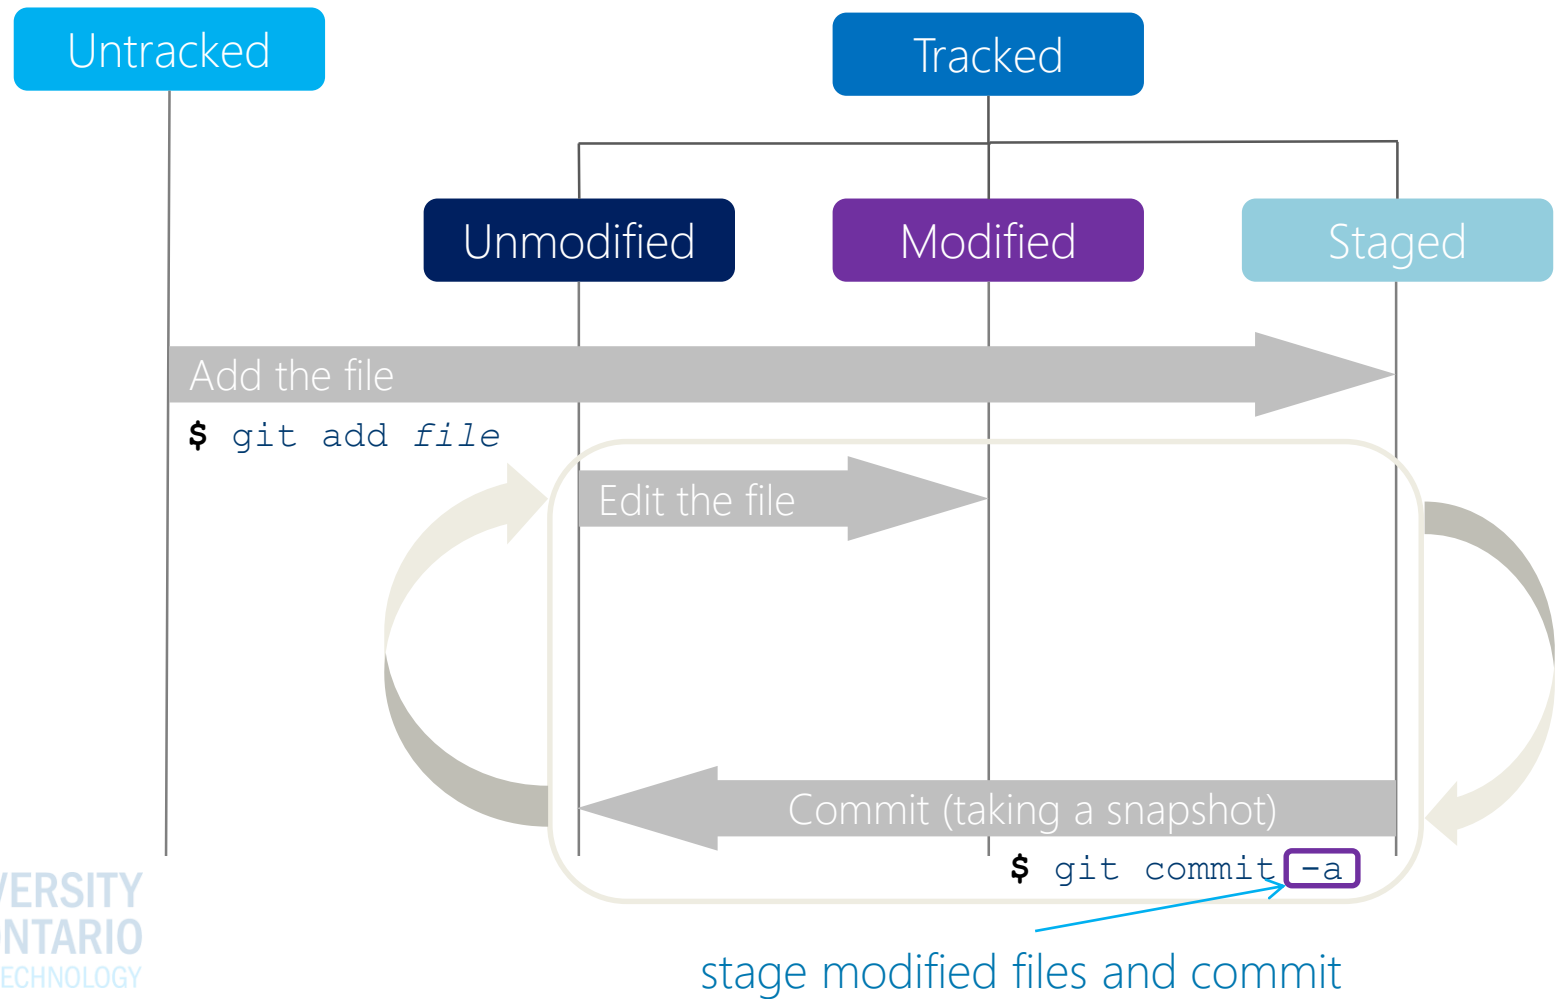 Untracked
Tracked
Unmodified
Modified
Staged
Add the file
$ git add file
Edit the file
Commit (taking a snapshot)
$ git commit -a
stage modified files and commit
VERSITY
ONTARIO
ECHNOLOGY